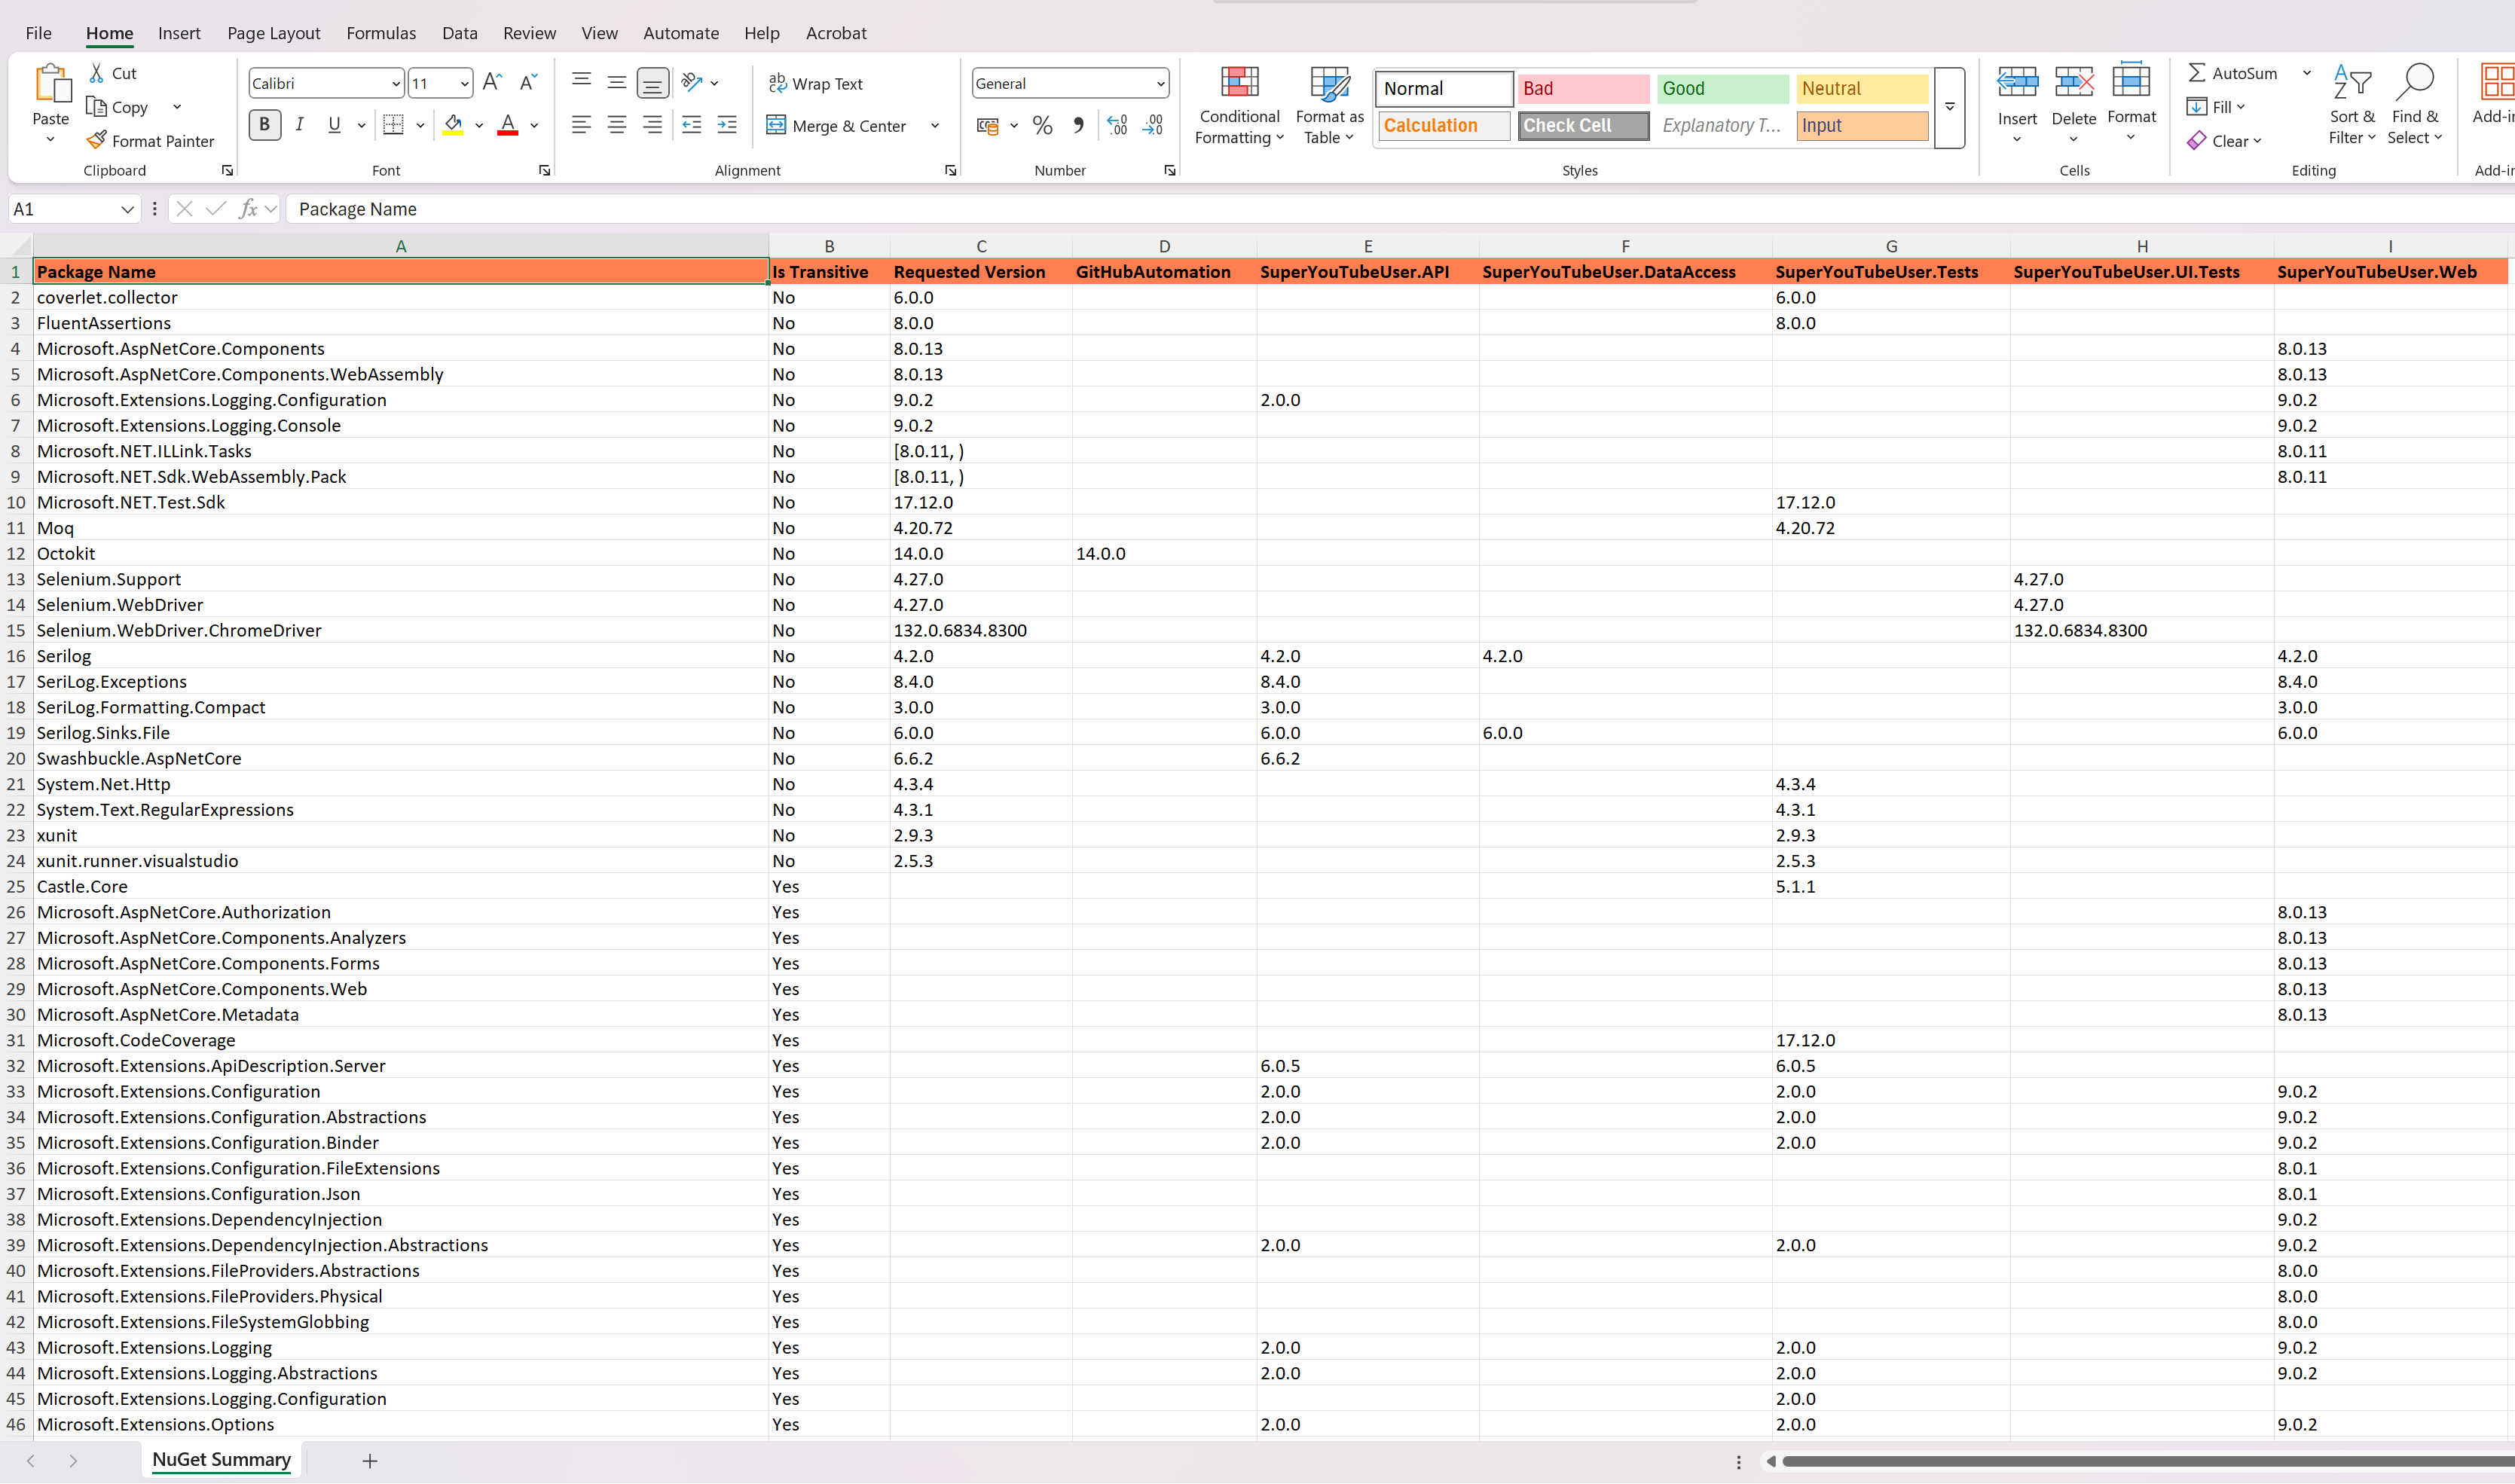 File Home Insert Page Layout Formulas Data Review View Automate Help Acrobat
Paste
Cut
Copy
Format Painter
Clipboard
Calibri 11
B I U
Font
Wrap Text
Merge & Center
Alignment
General
Number
Conditional Formatting
Format as Table
Normal Bad Good Neutral
Calculation Check Cell Explanatory T... Input
Styles
Insert Delete Format
Cells
AutoSum
Fill
Clear
Sort & Filter
Find & Select
Editing
A1 fx Package Name
A B C D E F G H I
1 Package Name Is Transitive Requested Version GitHubAutomation SuperYouTubeUser.API SuperYouTubeUser.DataAccess SuperYouTubeUser.Tests SuperYouTubeUser.UI.Tests SuperYouTubeUser.Web
2 coverlet.collector No 6.0.0 6.0.0
3 FluentAssertions No 8.0.0 8.0.0
4 Microsoft.AspNetCore.Components No 8.0.13 8.0.13
5 Microsoft.AspNetCore.Components.WebAssembly No 8.0.13 8.0.13
6 Microsoft.Extensions.Logging.Configuration No 9.0.2 2.0.0 9.0.2
7 Microsoft.Extensions.Logging.Console No 9.0.2 9.0.2
8 Microsoft.NET.ILLink.Tasks No [8.0.11, ) 8.0.11
9 Microsoft.NET.Sdk.WebAssembly.Pack No [8.0.11, ) 8.0.11
10 Microsoft.NET.Test.Sdk No 17.12.0 17.12.0
11 Moq No 4.20.72 4.20.72
12 Octokit No 14.0.0 14.0.0
13 Selenium.Support No 4.27.0 4.27.0
14 Selenium.WebDriver No 4.27.0 4.27.0
15 Selenium.WebDriver.ChromeDriver No 132.0.6834.8300 132.0.6834.8300
16 Serilog No 4.2.0 4.2.0 4.2.0 4.2.0
17 SeriLog.Exceptions No 8.4.0 8.4.0 8.4.0
18 SeriLog.Formatting.Compact No 3.0.0 3.0.0 3.0.0
19 Serilog.Sinks.File No 6.0.0 6.0.0 6.0.0 6.0.0
20 Swashbuckle.AspNetCore No 6.6.2 6.6.2
21 System.Net.Http No 4.3.4 4.3.4
22 System.Text.RegularExpressions No 4.3.1 4.3.1
23 xunit No 2.9.3 2.9.3
24 xunit.runner.visualstudio No 2.5.3 2.5.3
25 Castle.Core Yes 5.1.1
26 Microsoft.AspNetCore.Authorization Yes 8.0.13
27 Microsoft.AspNetCore.Components.Analyzers Yes 8.0.13
28 Microsoft.AspNetCore.Components.Forms Yes 8.0.13
29 Microsoft.AspNetCore.Components.Web Yes 8.0.13
30 Microsoft.AspNetCore.Metadata Yes 8.0.13
31 Microsoft.CodeCoverage Yes 17.12.0
32 Microsoft.Extensions.ApiDescription.Server Yes 6.0.5 6.0.5
33 Microsoft.Extensions.Configuration Yes 2.0.0 2.0.0 9.0.2
34 Microsoft.Extensions.Configuration.Abstractions Yes 2.0.0 2.0.0 9.0.2
35 Microsoft.Extensions.Configuration.Binder Yes 2.0.0 2.0.0 9.0.2
36 Microsoft.Extensions.Configuration.FileExtensions Yes 8.0.1
37 Microsoft.Extensions.Configuration.Json Yes 8.0.1
38 Microsoft.Extensions.DependencyInjection Yes 9.0.2
39 Microsoft.Extensions.DependencyInjection.Abstractions Yes 2.0.0 2.0.0 9.0.2
40 Microsoft.Extensions.FileProviders.Abstractions Yes 8.0.0
41 Microsoft.Extensions.FileProviders.Physical Yes 8.0.0
42 Microsoft.Extensions.FileSystemGlobbing Yes 8.0.0
43 Microsoft.Extensions.Logging Yes 2.0.0 2.0.0 9.0.2
44 Microsoft.Extensions.Logging.Abstractions Yes 2.0.0 2.0.0 9.0.2
45 Microsoft.Extensions.Logging.Configuration Yes 2.0.0
46 Microsoft.Extensions.Options Yes 2.0.0 2.0.0 9.0.2
NuGet Summary